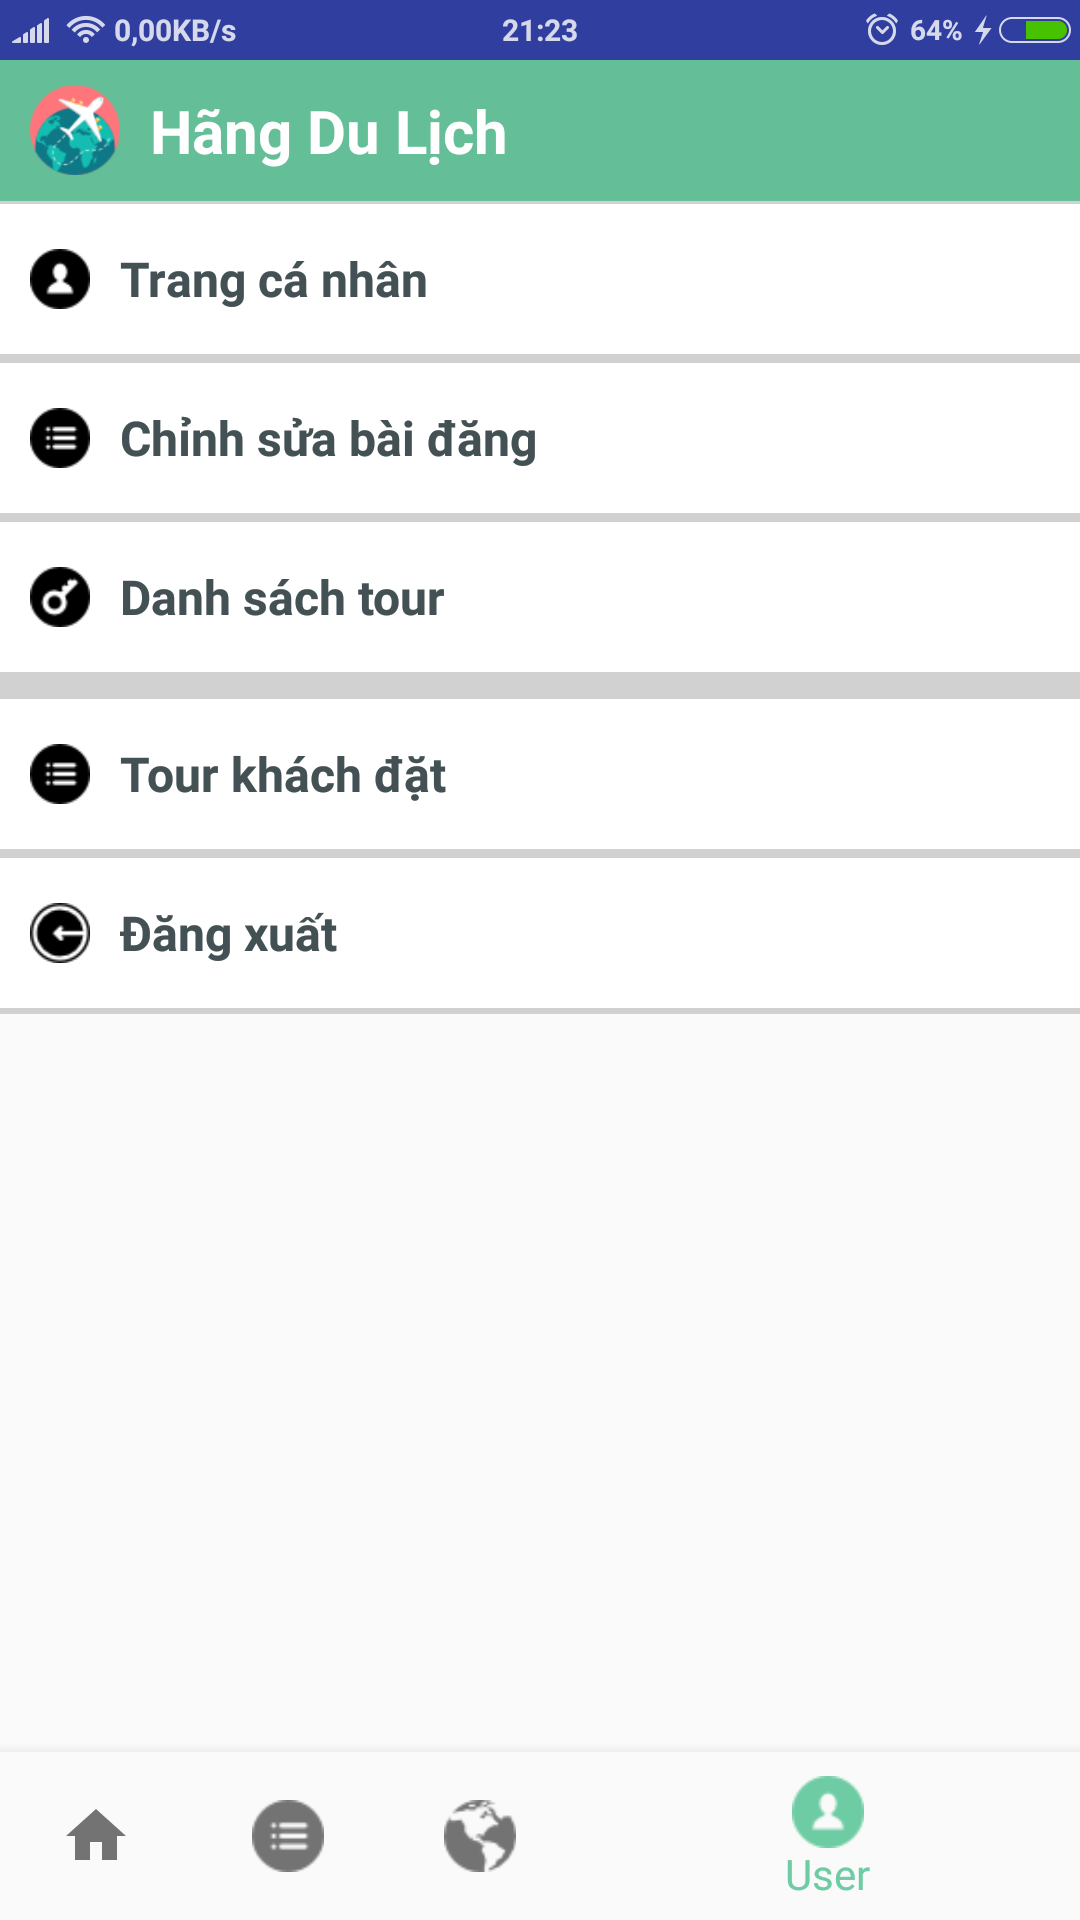 0,00KB/s 21:23 64%
Hãng Du Lịch
Trang cá nhân
Chỉnh sửa bài đăng
Danh sách tour
Tour khách đặt
Đăng xuất
User